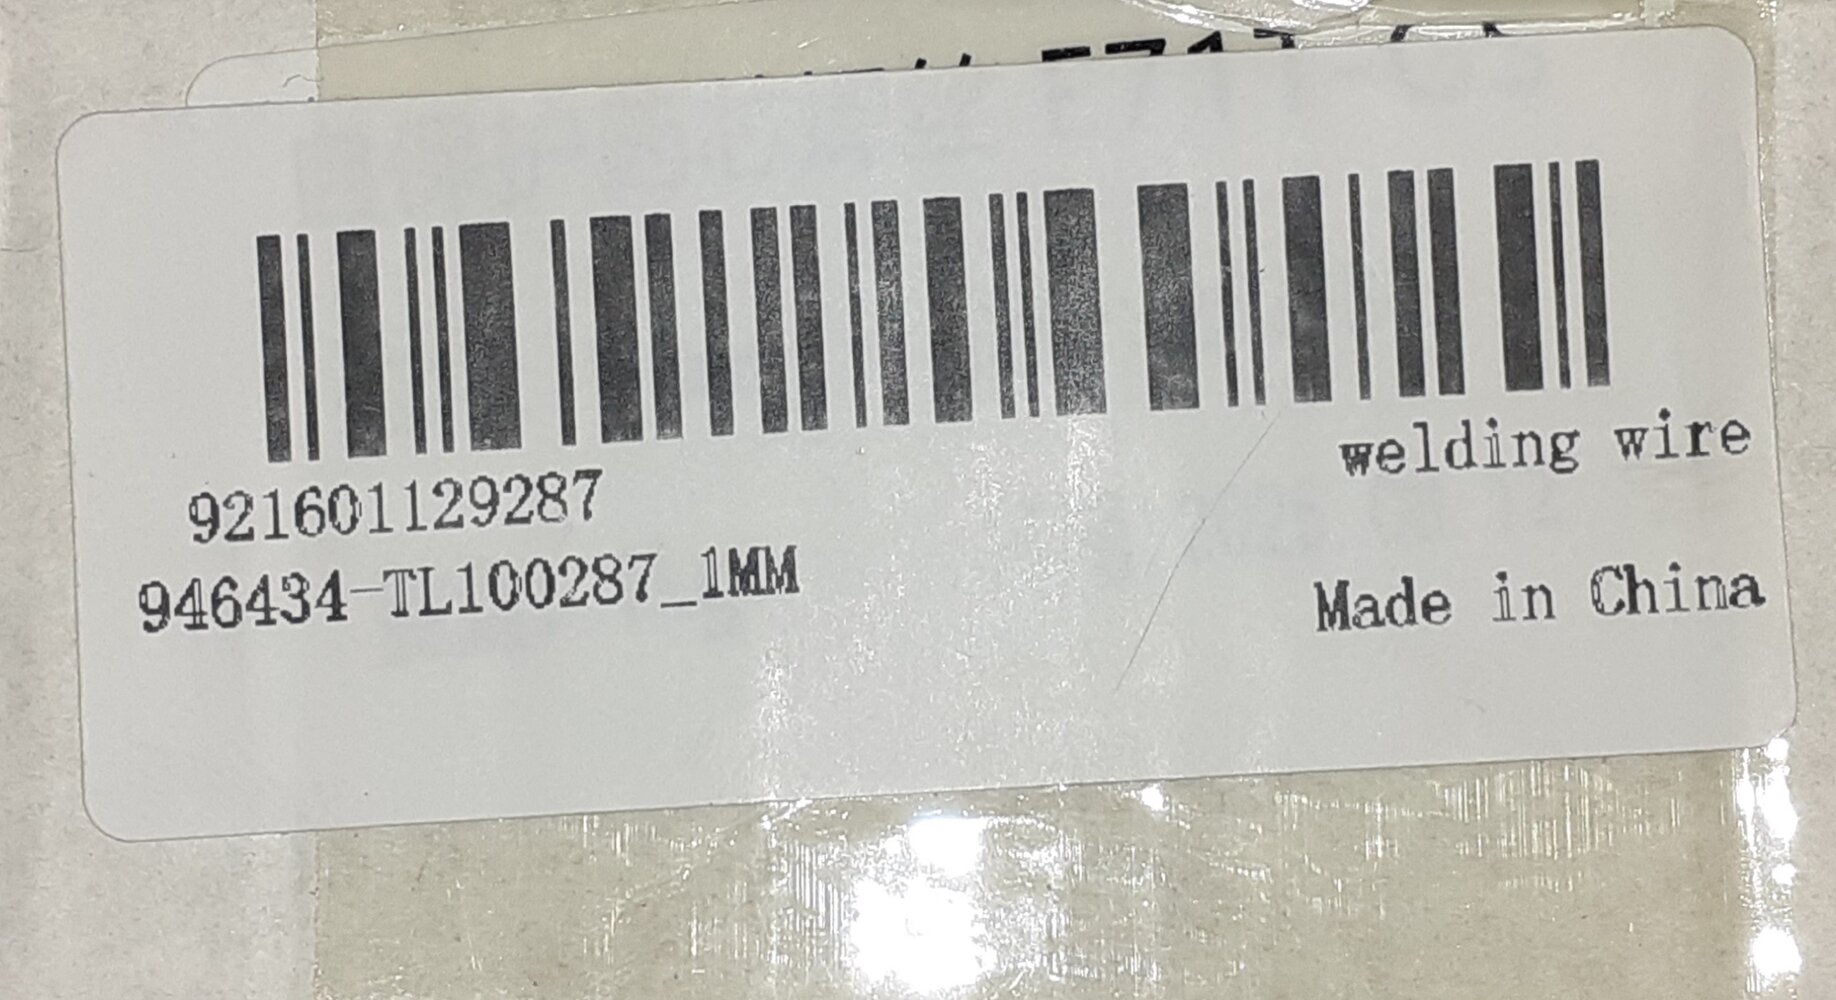 921601129287
welding wire
946434-TL100287_1MM
Made in China